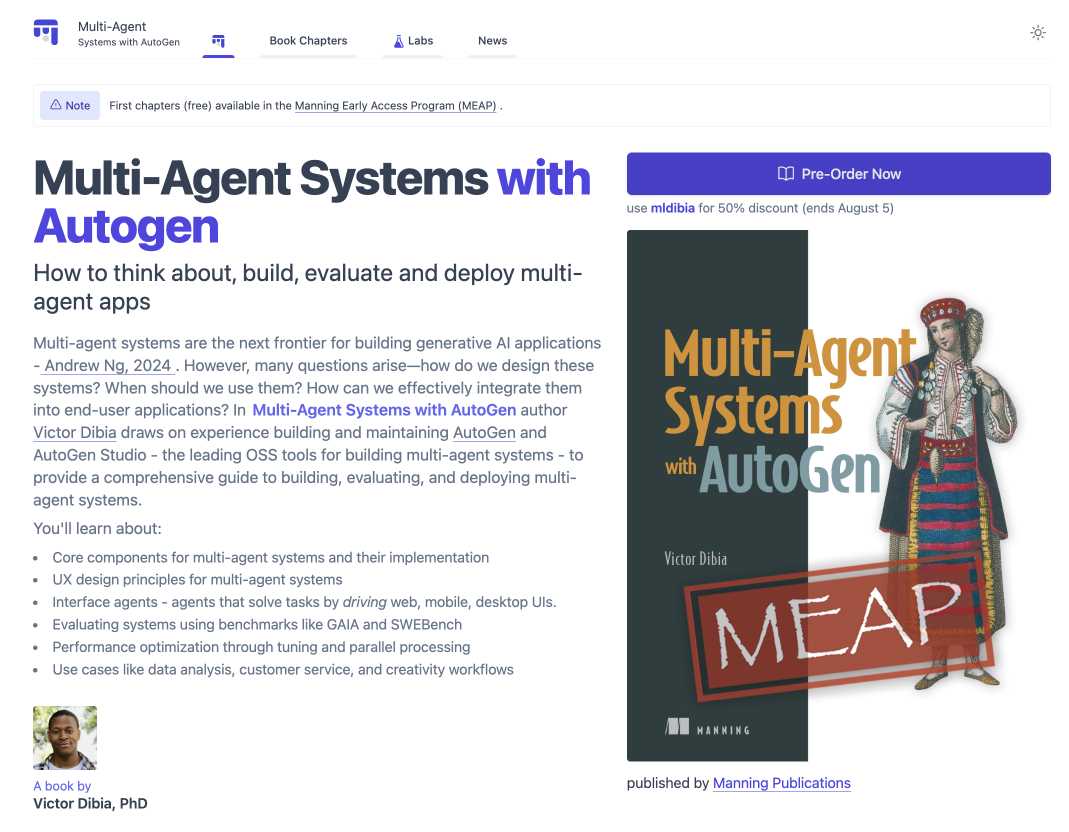 Multi-Agent
Systems with AutoGen
Book Chapters
Labs
News
Note
First chapters (free) available in the Manning Early Access Program (MEAP) .
Multi-Agent Systems with
Autogen
How to think about, build, evaluate and deploy multi-
agent apps
Multi-agent systems are the next frontier for building generative AI applications
- Andrew Ng, 2024 . However, many questions arise—how do we design these
systems? When should we use them? How can we effectively integrate them
into end-user applications? In Multi-Agent Systems with AutoGen author
Victor Dibia draws on experience building and maintaining AutoGen and
AutoGen Studio - the leading OSS tools for building multi-agent systems - to
provide a comprehensive guide to building, evaluating, and deploying multi-
agent systems.
You'll learn about:
• Core components for multi-agent systems and their implementation
• UX design principles for multi-agent systems
• Interface agents - agents that solve tasks by driving web, mobile, desktop UIs.
• Evaluating systems using benchmarks like GAIA and SWEBench
• Performance optimization through tuning and parallel processing
• Use cases like data analysis, customer service, and creativity workflows
A book by
Victor Dibia, PhD
Pre-Order Now
use mldibia for 50% discount (ends August 5)
Multi-Agent
Systems
with AutoGen
Victor Dibia
MEAP
MANNING
published by Manning Publications